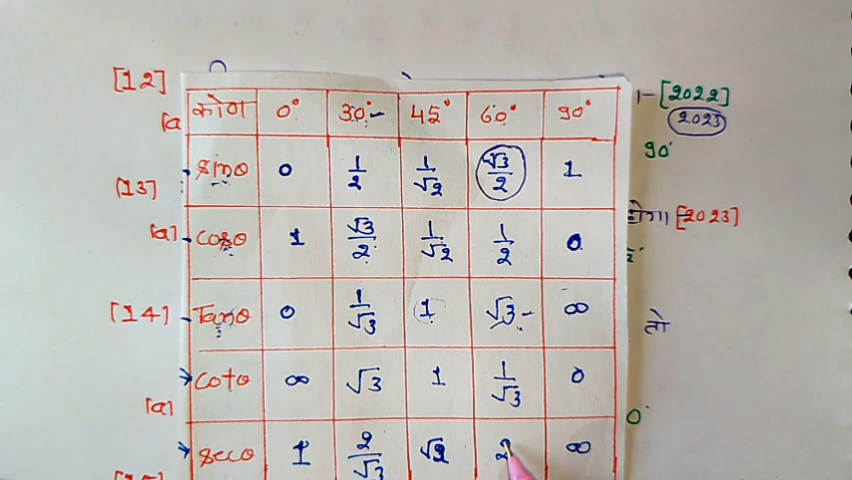 [12]
कोण 0° 30° 45° 60° 90°
[a
sinθ 0 1/2 1/√2 √3/2 1
(13)
[a]
cosθ 1 √3/2 1/√2 1/2 0
[14]
Tanθ 0 1/√3 1 √3 ∞
cotθ ∞ √3 1 1/√3 0
[a]
secθ 1 2/√3 √2 2 ∞
1-[2022]
2023
90°
[2023]
तो
0°